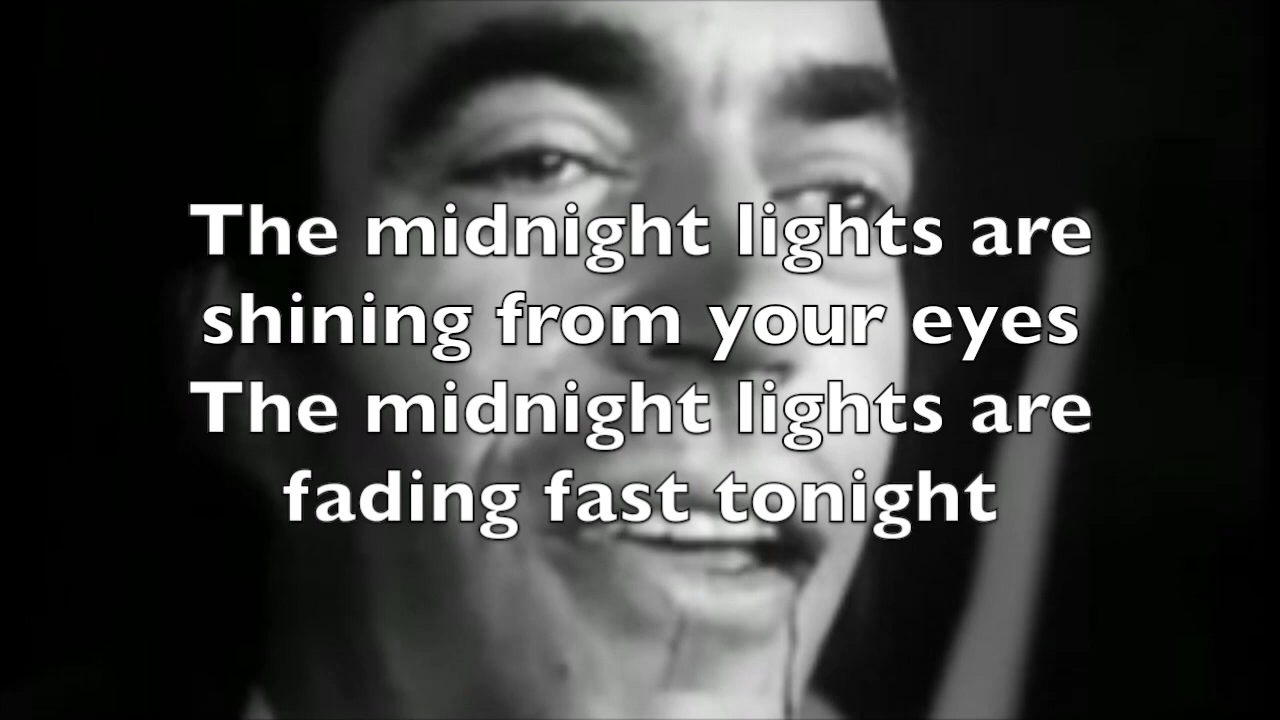 The midnight lights are
shining from your eyes
The midnight lights are
fading fast tonight